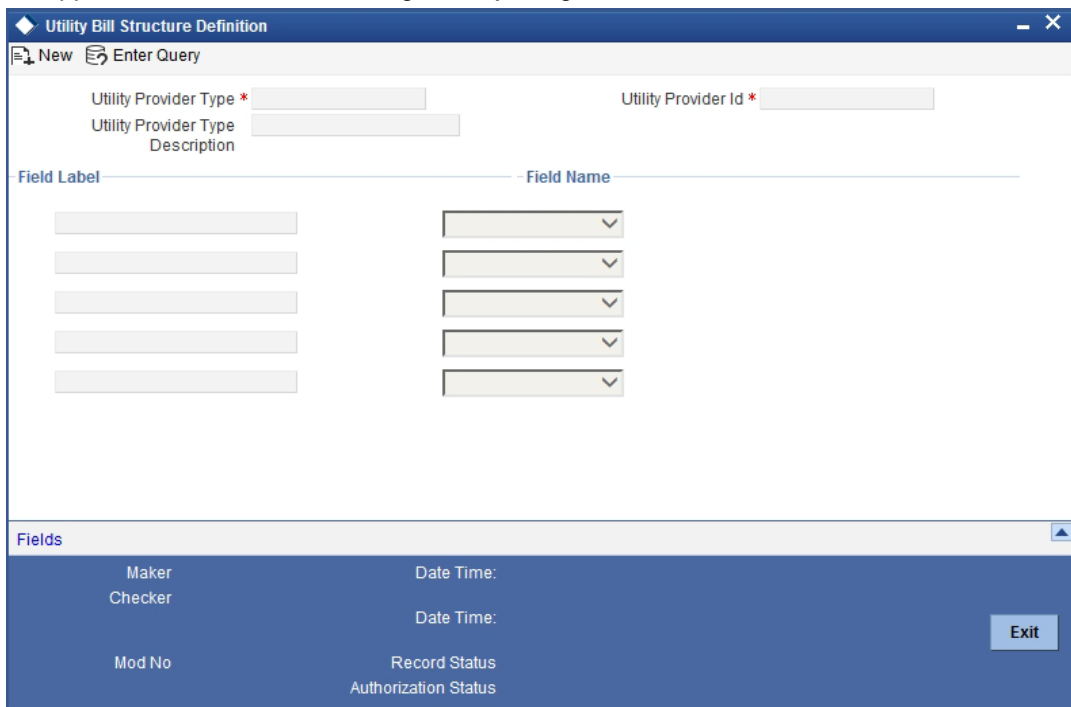 Utility Bill Structure Definition
New Enter Query
Utility Provider Type * Utility Provider Id *
Utility Provider Type
Description
Field Label Field Name
Fields
Maker Date Time:
Checker
Date Time:
Exit
Mod No Record Status
Authorization Status